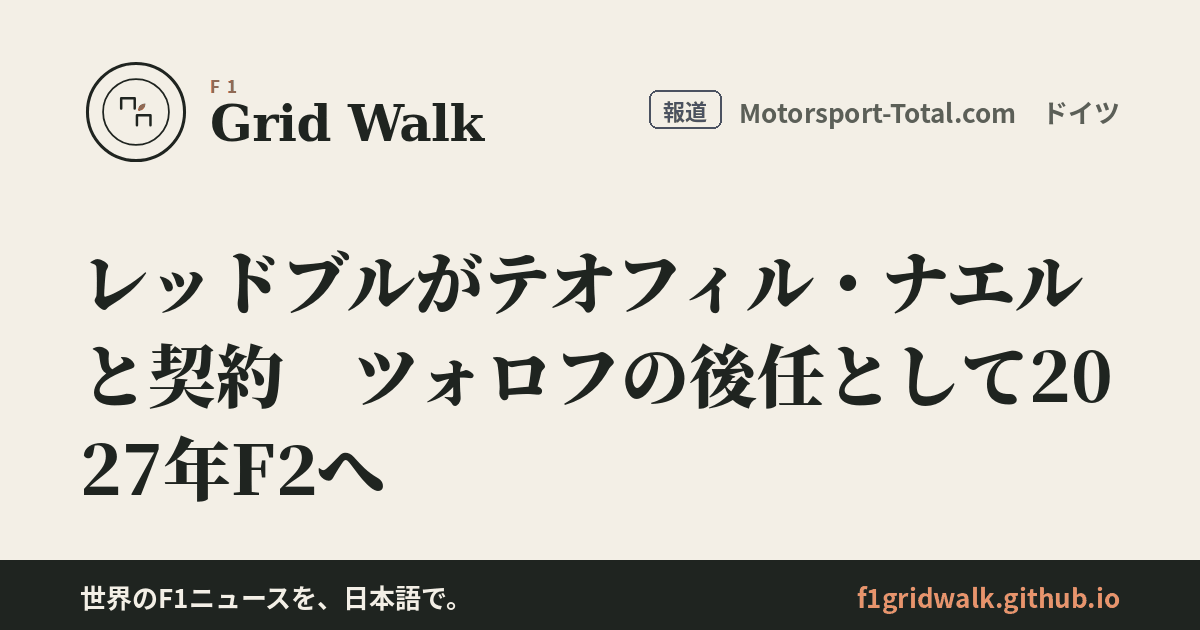 F1
Grid Walk
報道 Motorsport-Total.com ドイツ
レッドブルがテオフィル・ナエル
と契約　ツォロフの後任として20
27年F2へ
世界のF1ニュースを、日本語で。
f1gridwalk.github.io